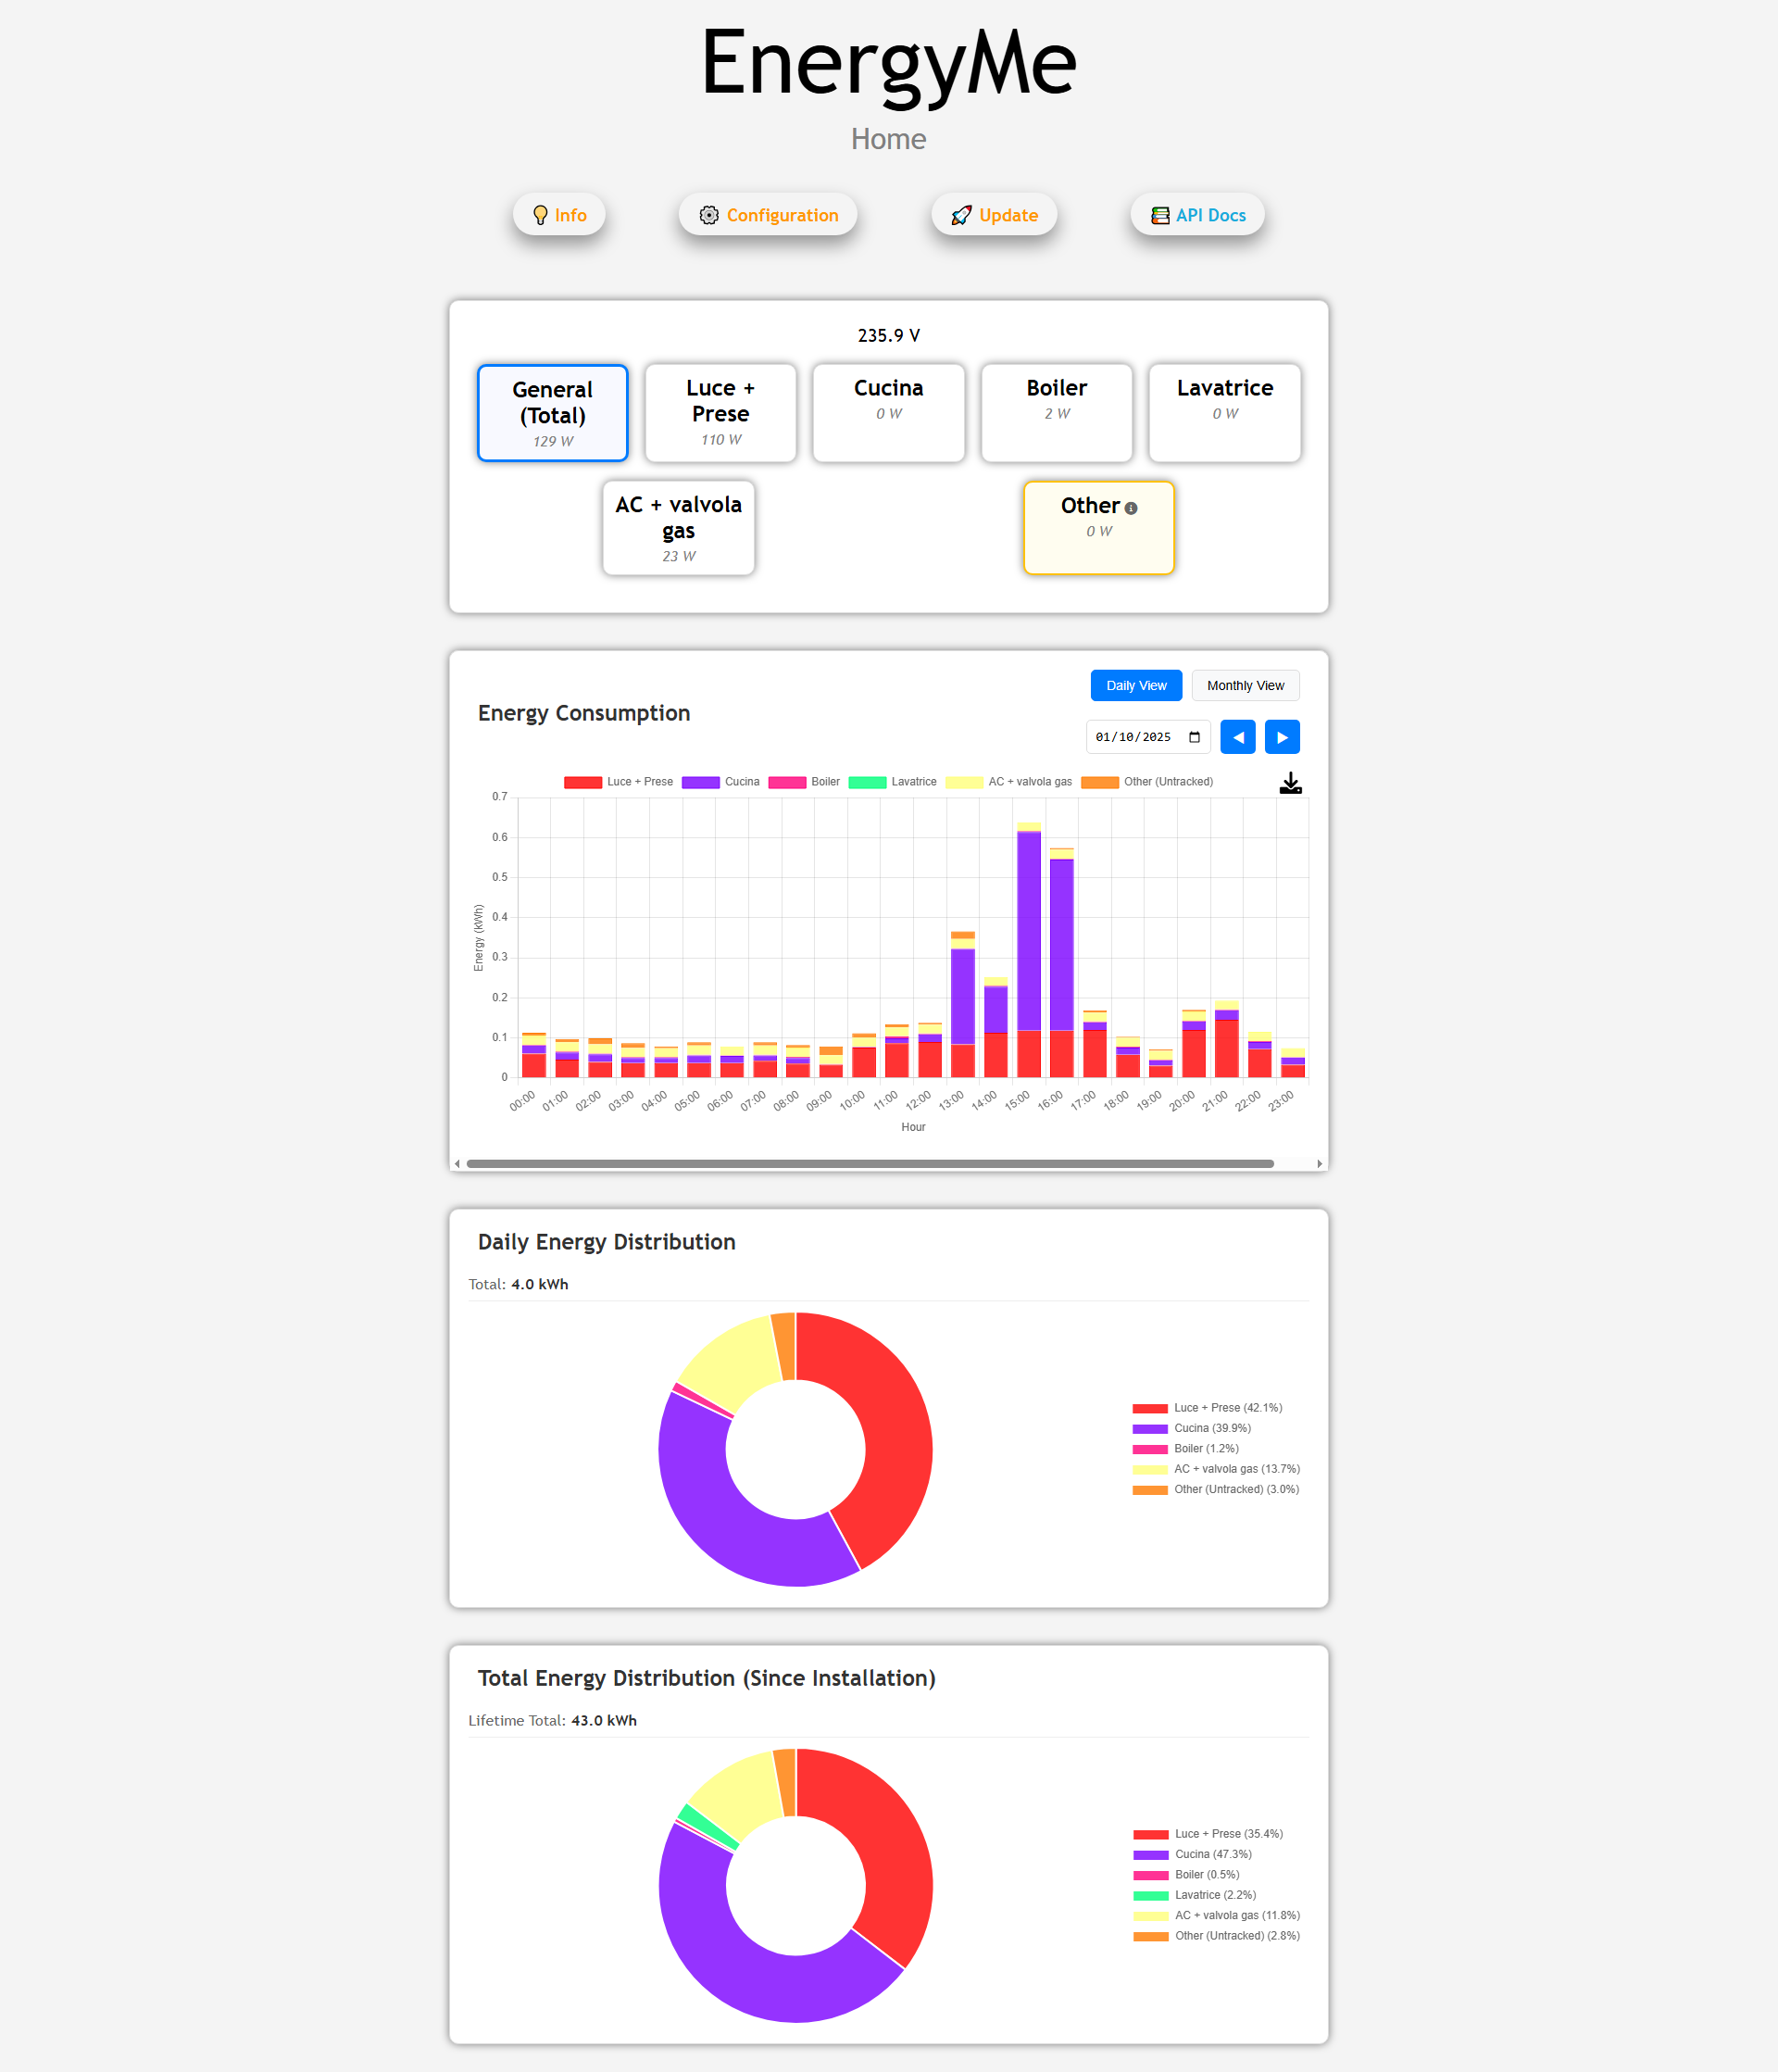 EnergyMe
Home
Info
Configuration
Update
API Docs
235.9 V
General
(Total)
129 W
Luce +
Prese
110 W
Cucina
0 W
Boiler
2 W
Lavatrice
0 W
AC + valvola
gas
23 W
Other
0 W
Daily View
Monthly View
Energy Consumption
01/10/2025
Luce + Prese
Cucina
Boiler
Lavatrice
AC + valvola gas
Other (Untracked)
0.7
0.6
0.5
0.4
0.3
0.2
0.1
0
Energy (kWh)
00:00
01:00
02:00
03:00
04:00
05:00
06:00
07:00
08:00
09:00
10:00
11:00
12:00
13:00
14:00
15:00
16:00
17:00
18:00
19:00
20:00
21:00
22:00
23:00
Hour
Daily Energy Distribution
Total: 4.0 kWh
Luce + Prese (42.1%)
Cucina (39.9%)
Boiler (1.2%)
AC + valvola gas (13.7%)
Other (Untracked) (3.0%)
Total Energy Distribution (Since Installation)
Lifetime Total: 43.0 kWh
Luce + Prese (35.4%)
Cucina (47.3%)
Boiler (0.5%)
Lavatrice (2.2%)
AC + valvola gas (11.8%)
Other (Untracked) (2.8%)